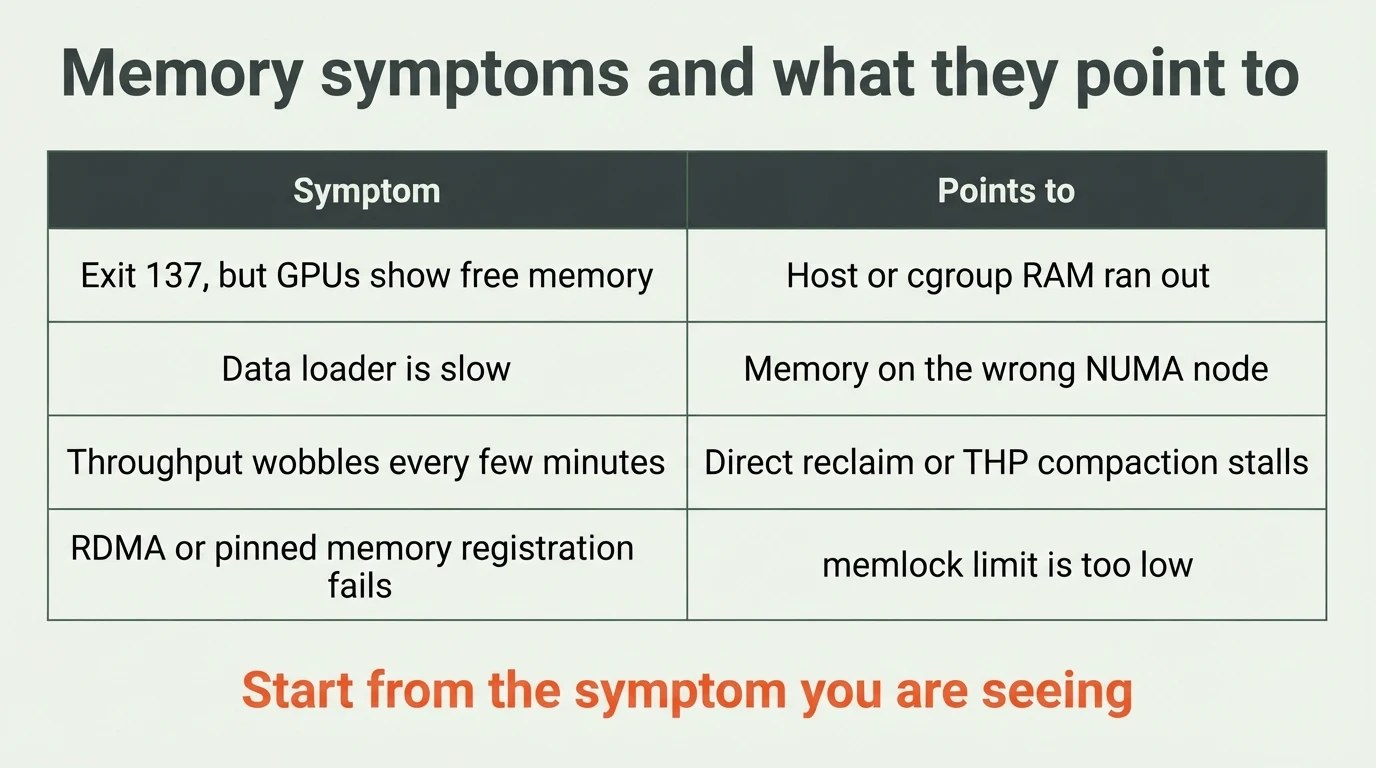 Memory symptoms and what they point to
Symptom
Points to
Exit 137, but GPUs show free memory
Host or cgroup RAM ran out
Data loader is slow
Memory on the wrong NUMA node
Throughput wobbles every few minutes
Direct reclaim or THP compaction stalls
RDMA or pinned memory registration
fails
memlock limit is too low
Start from the symptom you are seeing